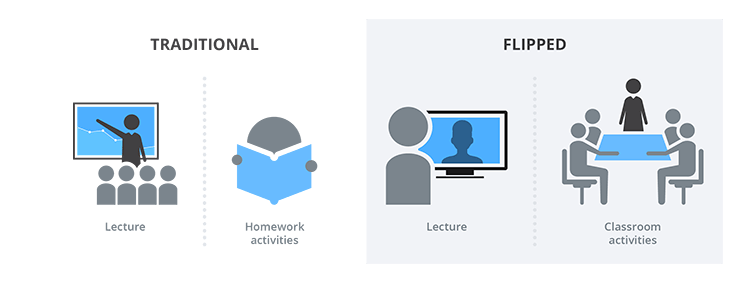 TRADITIONAL
Lecture
Homework
activities
FLIPPED
Lecture
Classroom
activities